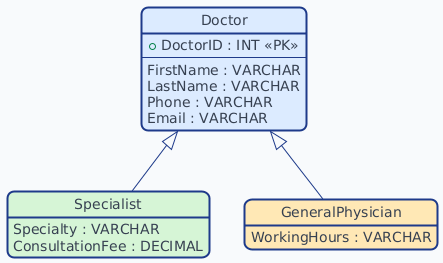 Doctor
DoctorID : INT «PK»
FirstName : VARCHAR
LastName : VARCHAR
Phone : VARCHAR
Email : VARCHAR
Specialist
Specialty : VARCHAR
ConsultationFee : DECIMAL
GeneralPhysician
WorkingHours : VARCHAR